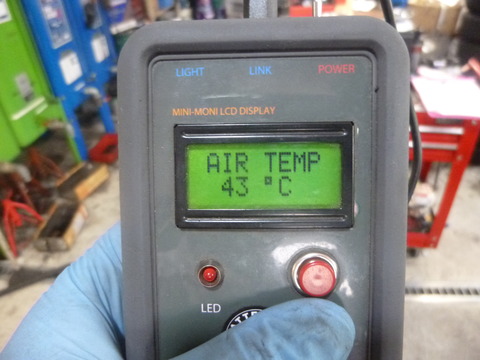 LIGHT LINK POWER
MINI-MONI LCD DISPLAY
AIR TEMP
43 °C
LED